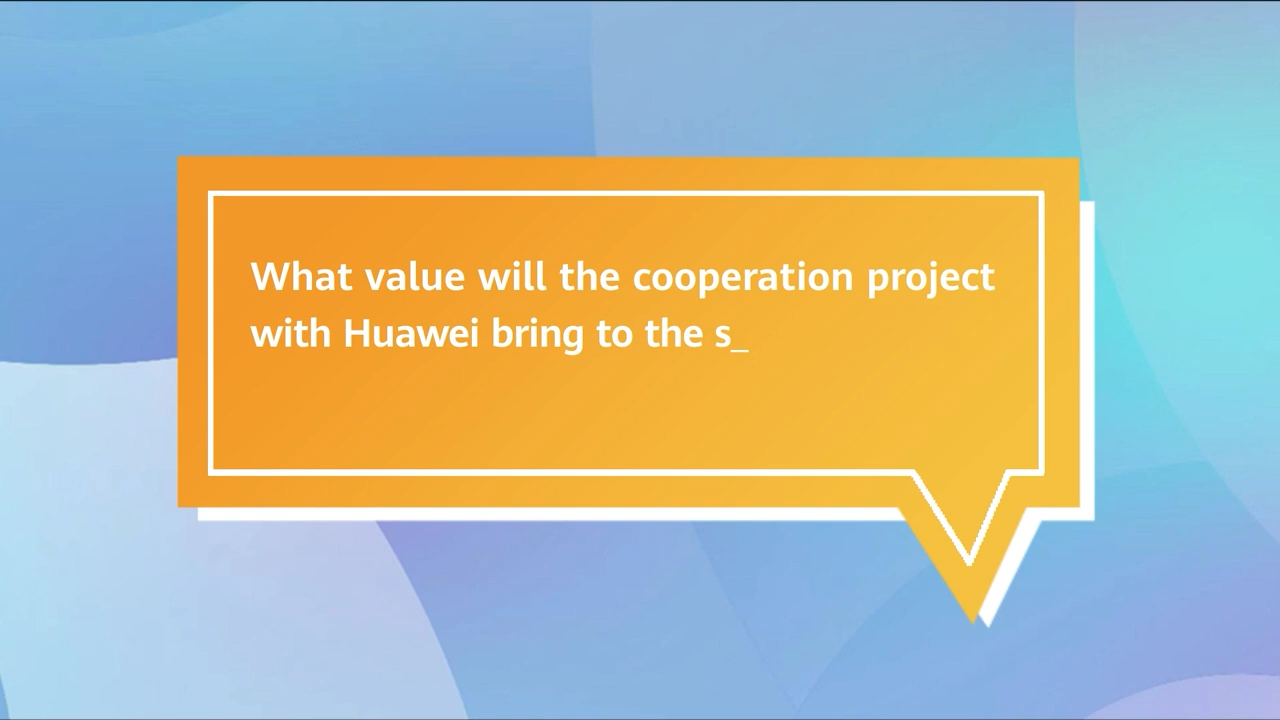 What value will the cooperation project
with Huawei bring to the s_